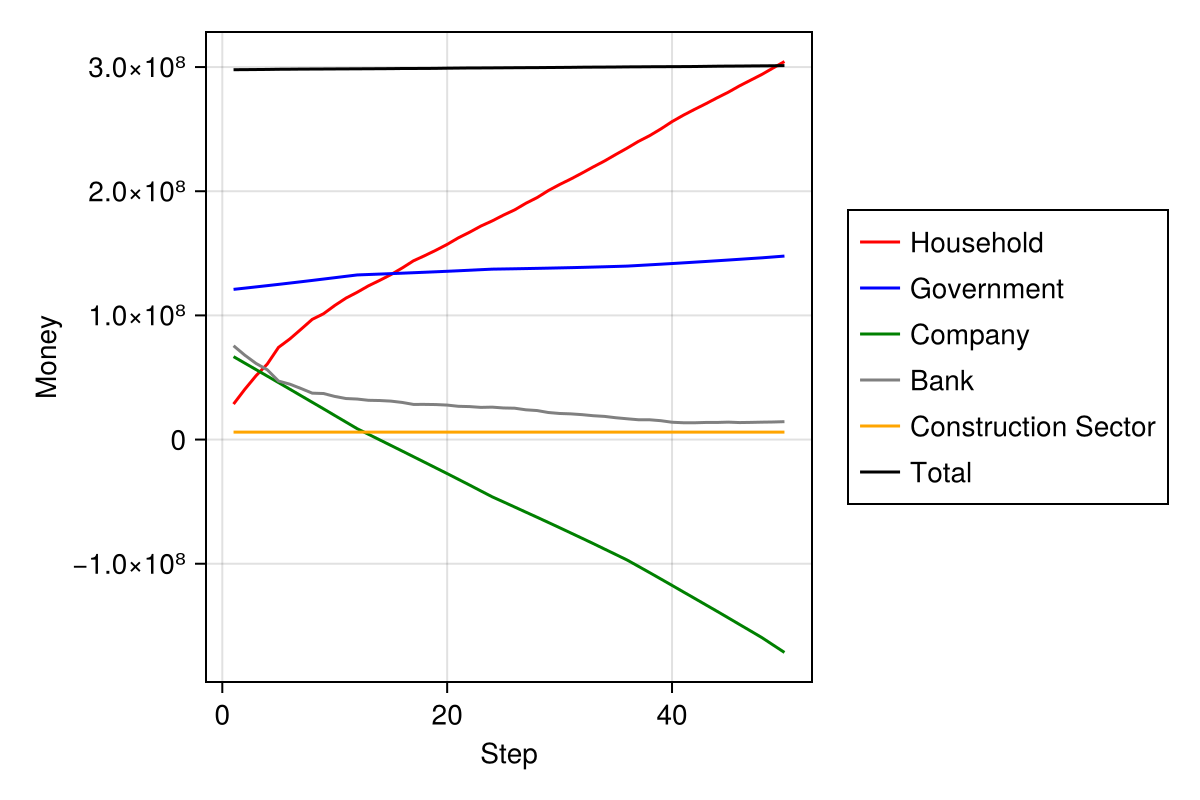 3.0×10⁸
2.0×10⁸
1.0×10⁸
0
−1.0×10⁸
Money
0 20 40
Step
Household
Government
Company
Bank
Construction Sector
Total